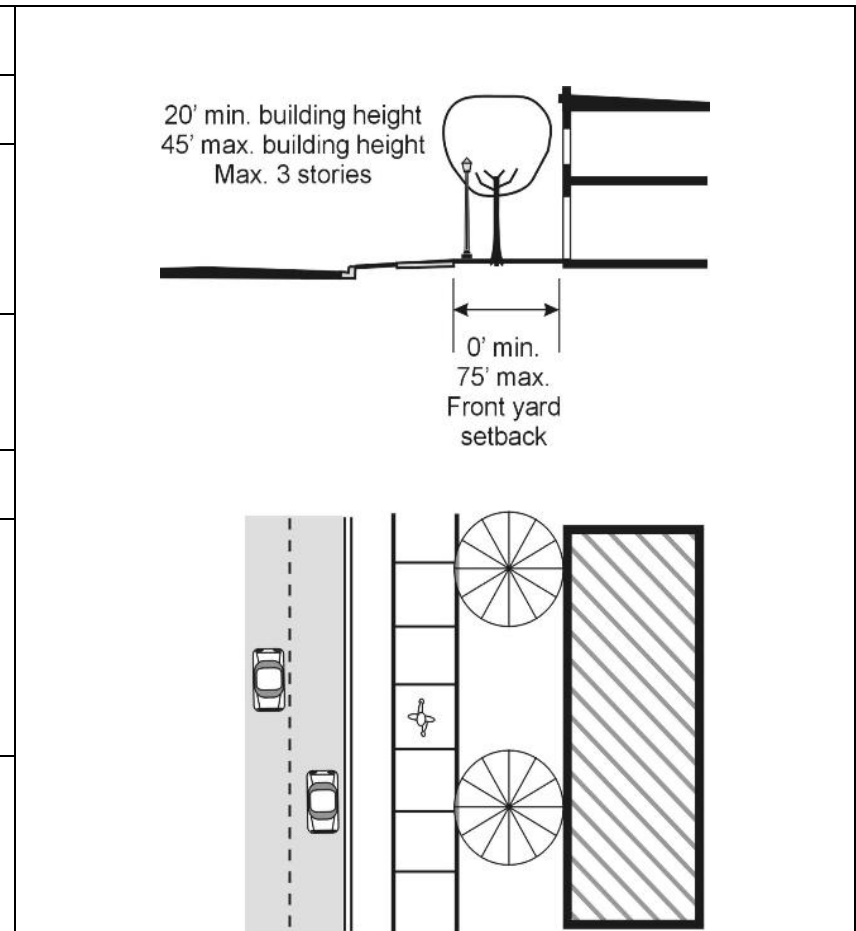 20’ min. building height
45’ max. building height
Max. 3 stories
0’ min.
75’ max.
Front yard
setback